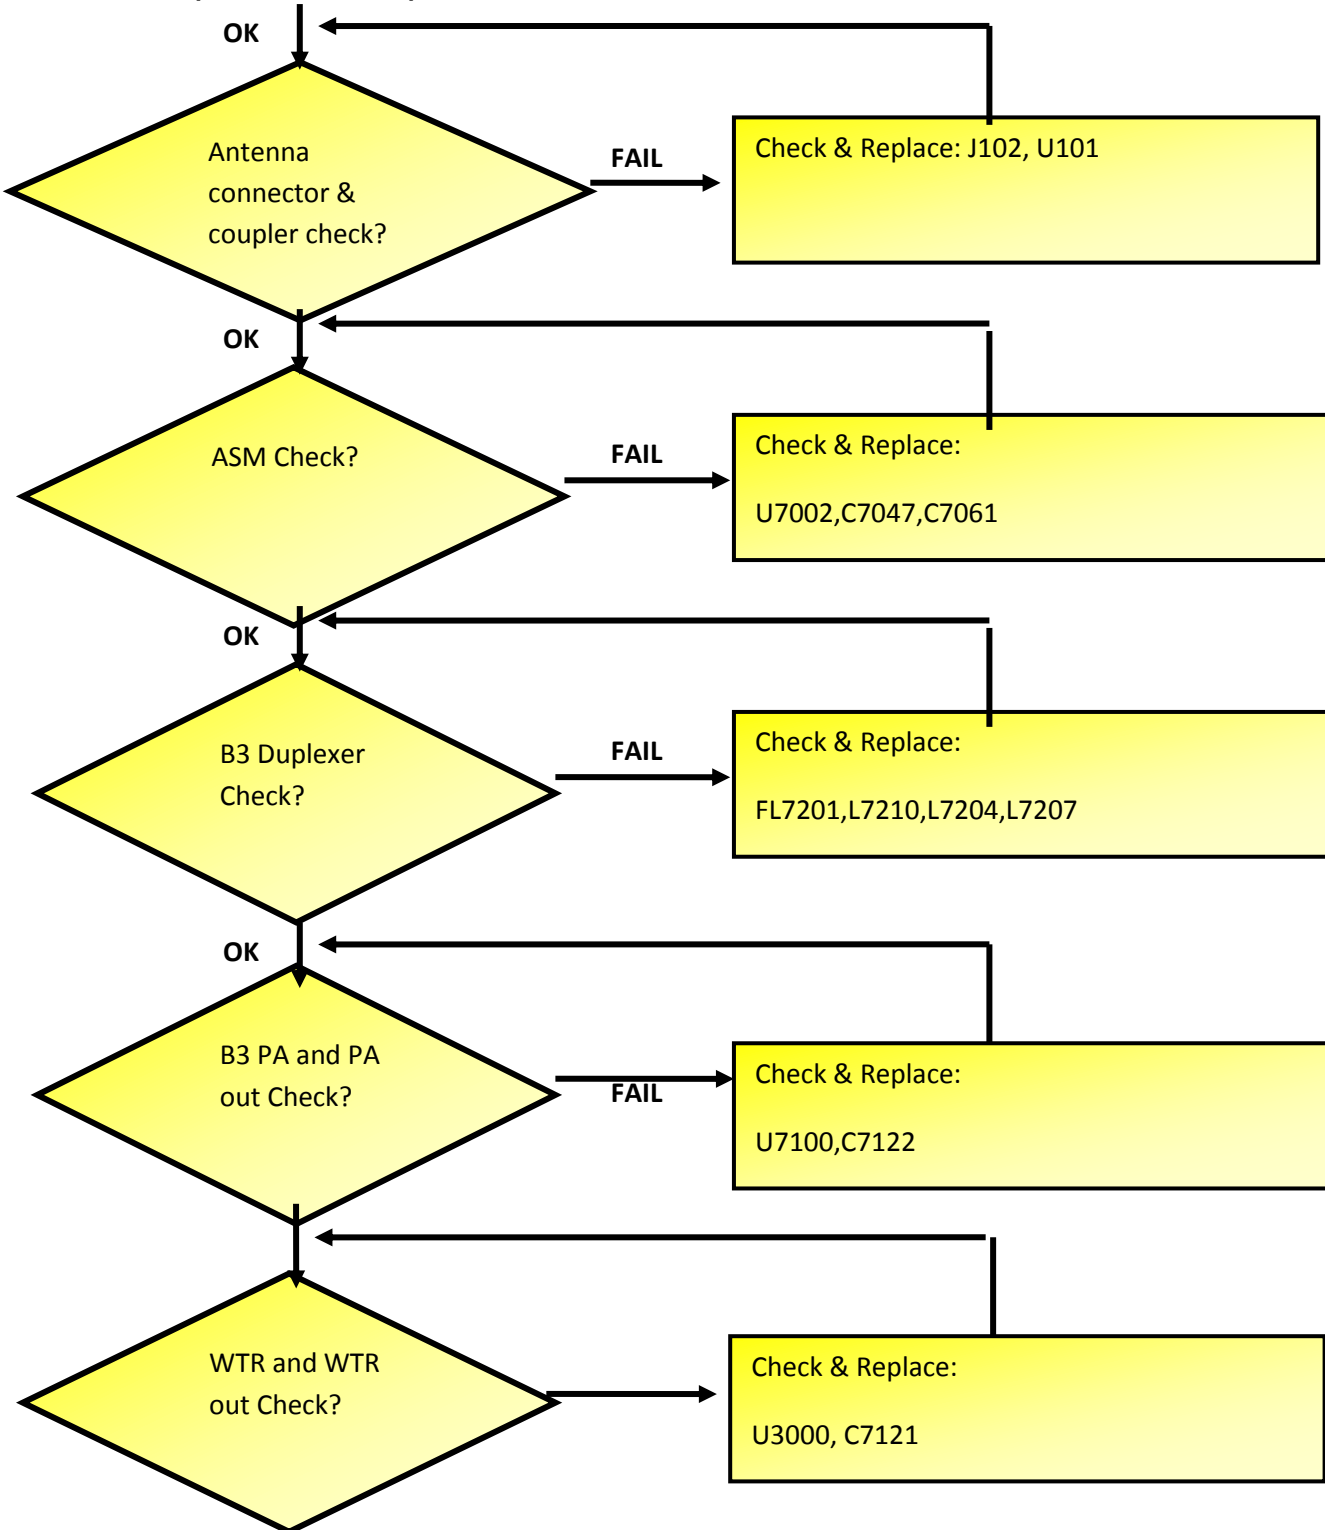 OK
Antenna
connector &
coupler check?
FAIL
Check & Replace: J102, U101
OK
ASM Check?
FAIL
Check & Replace:
U7002,C7047,C7061
OK
B3 Duplexer
Check?
FAIL
Check & Replace:
FL7201,L7210,L7204,L7207
OK
B3 PA and PA
out Check?
FAIL
Check & Replace:
U7100,C7122
WTR and WTR
out Check?
Check & Replace:
U3000, C7121